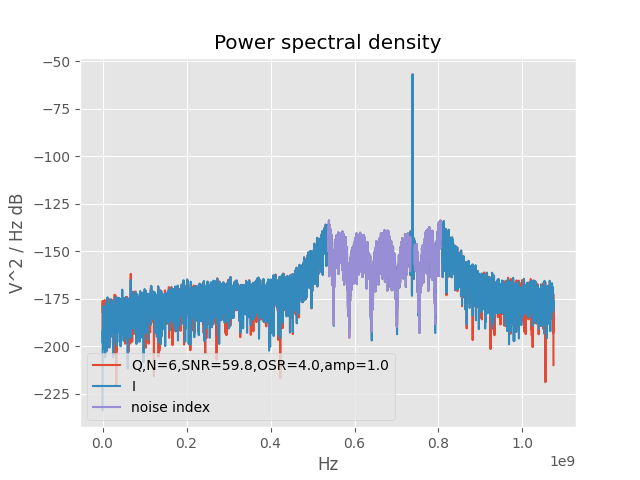 Power spectral density
V^2 / Hz dB
−50
−75
−100
−125
−150
−175
−200
−225
Q,N=6,SNR=59.8,OSR=4.0,amp=1.0
I
noise index
0.0 0.2 0.4 0.6 0.8 1.0
1e9
Hz